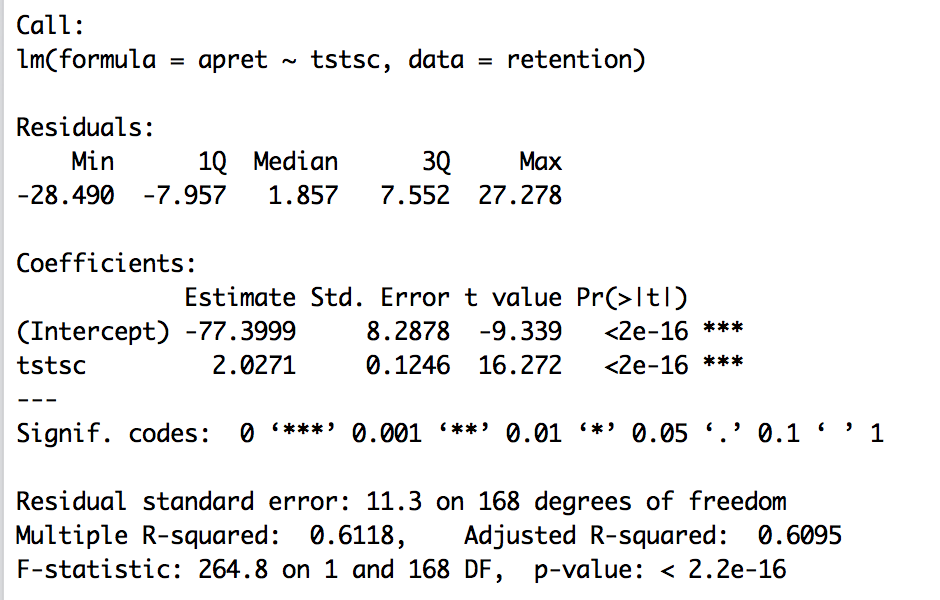 Call:
lm(formula = apret ~ tstsc, data = retention)
Residuals:
Min 1Q Median 3Q Max
-28.490 -7.957 1.857 7.552 27.278
Coefficients:
Estimate Std. Error t value Pr(>|t|)
(Intercept) -77.3999 8.2878 -9.339 <2e-16 ***
tstsc 2.0271 0.1246 16.272 <2e-16 ***
---
Signif. codes: 0 ‘***’ 0.001 ‘**’ 0.01 ‘*’ 0.05 ‘.’ 0.1 ‘ ’ 1
Residual standard error: 11.3 on 168 degrees of freedom
Multiple R-squared: 0.6118, Adjusted R-squared: 0.6095
F-statistic: 264.8 on 1 and 168 DF, p-value: < 2.2e-16